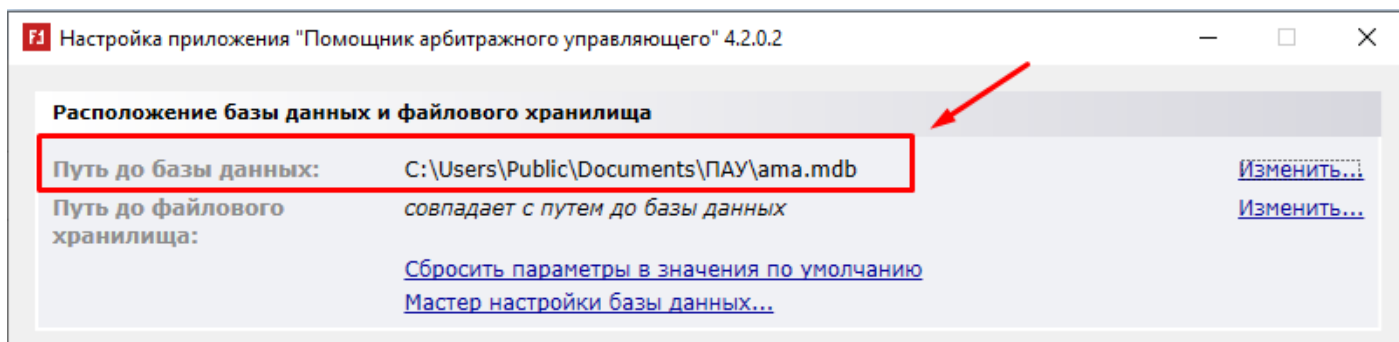 Настройка приложения "Помощник арбитражного управляющего" 4.2.0.2
Расположение базы данных и файлового хранилища
Путь до базы данных: C:\Users\Public\Documents\ПАУ\ama.mdb Изменить...
Путь до файлового совпадает с путем до базы данных Изменить...
хранилища:
Сбросить параметры в значения по умолчанию
Мастер настройки базы данных...